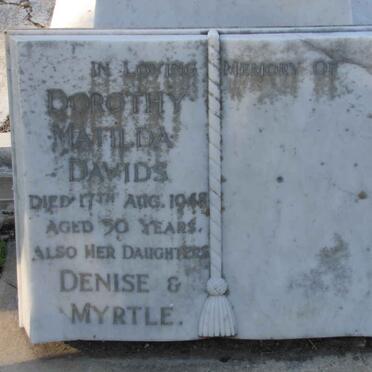 In Loving Memory Of
Dorothy
Matilda
Davids.
Died 17th Aug. 1948
Aged 50 Years.
Also Her Daughters
Denise &
Myrtle.